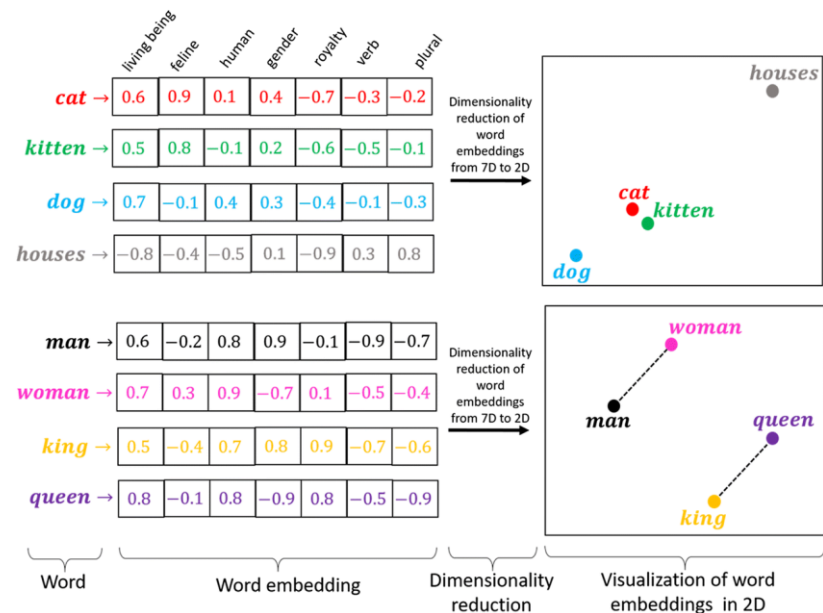 living being feline human gender royalty verb plural
cat → 0.6 0.9 0.1 0.4 −0.7 −0.3 −0.2
kitten → 0.5 0.8 −0.1 0.2 −0.6 −0.5 −0.1
dog → 0.7 −0.1 0.4 0.3 −0.4 −0.1 −0.3
houses → −0.8 −0.4 −0.5 0.1 −0.9 0.3 0.8
Dimensionality
reduction of
word
embeddings
from 7D to 2D
houses
cat
kitten
dog
man → 0.6 −0.2 0.8 0.9 −0.1 −0.9 −0.7
woman → 0.7 0.3 0.9 −0.7 0.1 −0.5 −0.4
king → 0.5 −0.4 0.7 0.8 0.9 −0.7 −0.6
queen → 0.8 −0.1 0.8 −0.9 0.8 −0.5 −0.9
Dimensionality
reduction of
word
embeddings
from 7D to 2D
woman
man
queen
king
Word
Word embedding
Dimensionality
reduction
Visualization of word
embeddings in 2D